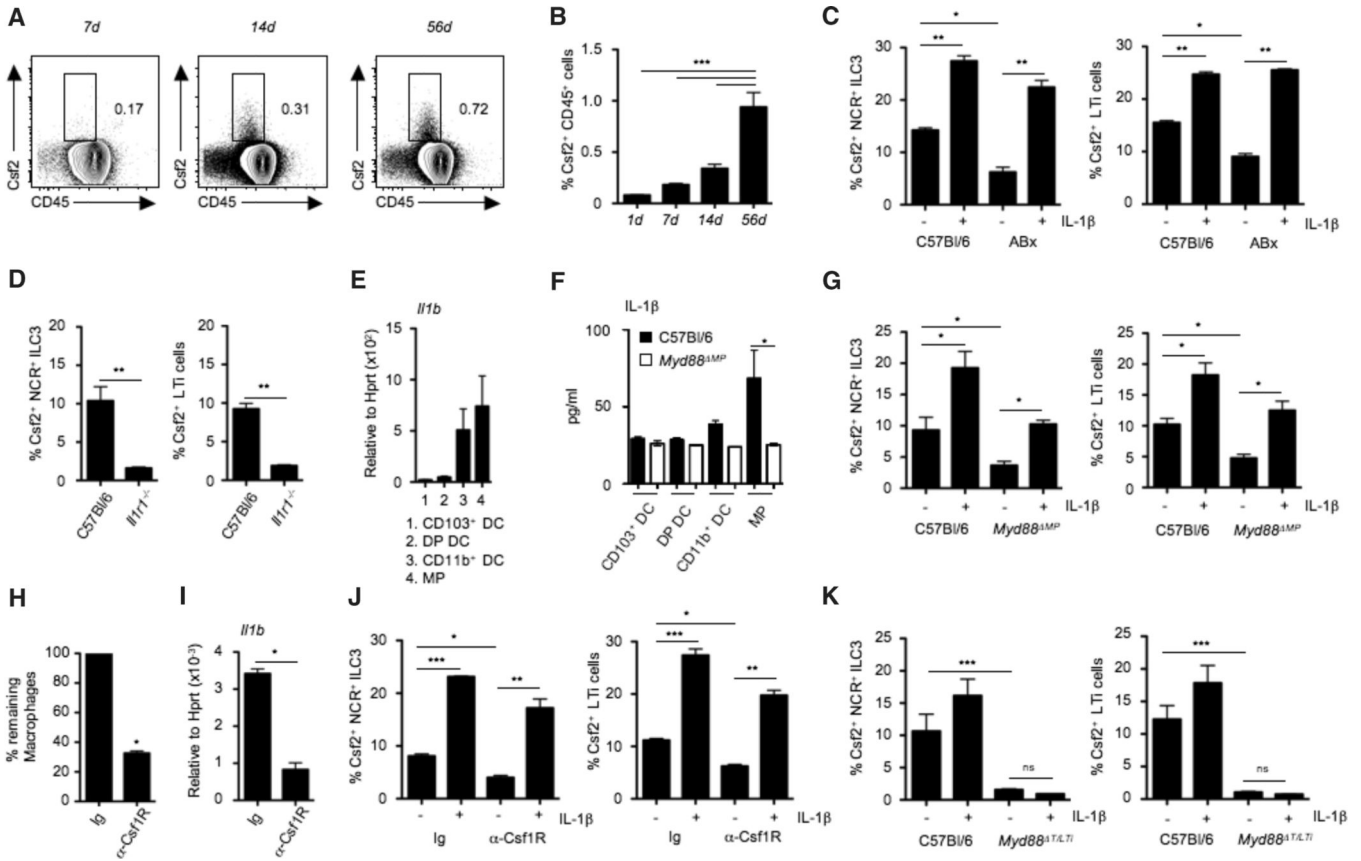 A
7d
14d
56d
0.17
0.31
0.72
Csf2
Csf2
Csf2
CD45
CD45
CD45
B
% Csf2⁺ CD45⁺ cells
1.5
1.0
0.5
0
***
1d 7d 14d 56d
C
% Csf2⁺ NCR⁺ ILC3
30
20
10
0
*
**
**
- + - + IL-1β
C57Bl/6 ABx
% Csf2⁺ LTi cells
30
20
10
0
*
**
**
- + - + IL-1β
C57Bl/6 ABx
D
% Csf2⁺ NCR⁺ ILC3
20
15
10
5
0
**
C57Bl/6 Il1r1⁻/⁻
% Csf2⁺ LTi cells
20
15
10
5
0
**
C57Bl/6 Il1r1⁻/⁻
E
Il1b
Relative to Hprt (x10²)
15
10
5
0
1 2 3 4
1. CD103⁺ DC
2. DP DC
3. CD11b⁺ DC
4. MP
F
IL-1β
C57Bl/6
Myd88ᐃMP
pg/ml
100
50
0
*
CD103⁺ DC
DP DC
CD11b⁺ DC
MP
G
% Csf2⁺ NCR⁺ ILC3
25
20
15
10
5
0
*
*
*
- + - + IL-1β
C57Bl/6 Myd88ᐃMP
% Csf2⁺ LTi cells
25
20
15
10
5
0
*
*
*
- + - + IL-1β
C57Bl/6 Myd88ᐃMP
H
% remaining
Macrophages
100
80
60
40
20
0
*
Ig α-Csf1R
I
Il1b
Relative to Hprt (x10⁻³)
4
3
2
1
0
*
Ig α-Csf1R
J
% Csf2⁺ NCR⁺ ILC3
30
20
10
0
*
***
**
- + - + IL-1β
Ig α-Csf1R
% Csf2⁺ LTi cells
30
20
10
0
*
***
**
- + - + IL-1β
Ig α-Csf1R
K
% Csf2⁺ NCR⁺ ILC3
25
20
15
10
5
0
***
ns
- + - + IL-1β
C57Bl/6 Myd88ᐃT/LTi
% Csf2⁺ LTi cells
25
20
15
10
5
0
***
ns
- + - + IL-1β
C57Bl/6 Myd88ᐃT/LTi